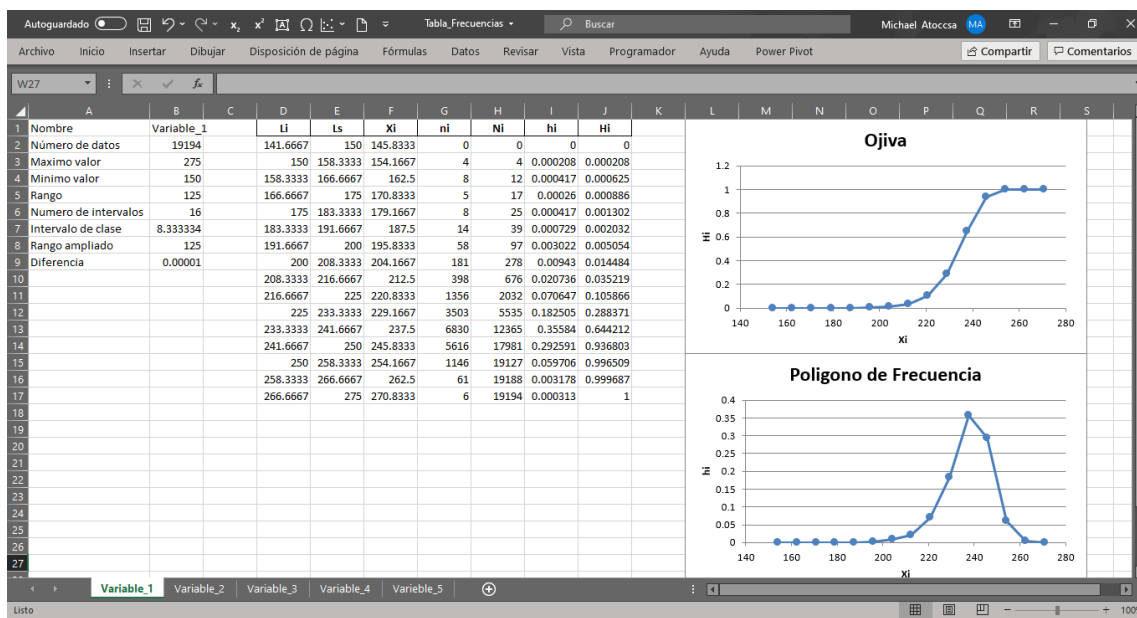 Autoguardado Tabla_Frecuencias Buscar Michael Atoccsa MA
Archivo Inicio Insertar Dibujar Disposición de página Fórmulas Datos Revisar Vista Programador Ayuda Power Pivot Compartir Comentarios
W27 fx
A B C D E F G H I J K L M N O P Q R S
1 Nombre Variable_1 Li Ls Xi ni Ni hi Hi
2 Número de datos 19194 141.6667 150 145.8333 0 0 0 0
3 Maximo valor 275 150 158.3333 154.1667 4 4 0.000208 0.000208
4 Minimo valor 150 158.3333 166.6667 162.5 8 12 0.000417 0.000625
5 Rango 125 166.6667 175 170.8333 5 17 0.00026 0.000886
6 Numero de intervalos 16 175 183.3333 179.1667 8 25 0.000417 0.001302
7 Intervalo de clase 8.333334 183.3333 191.6667 187.5 14 39 0.000729 0.002032
8 Rango ampliado 125 191.6667 200 195.8333 58 97 0.003022 0.005054
9 Diferencia 0.00001 200 208.3333 204.1667 181 278 0.00943 0.014484
10 208.3333 216.6667 212.5 398 676 0.020736 0.035219
11 216.6667 225 220.8333 1356 2032 0.070647 0.105866
12 225 233.3333 229.1667 3503 5535 0.182505 0.288371
13 233.3333 241.6667 237.5 6830 12365 0.35584 0.644212
14 241.6667 250 245.8333 5616 17981 0.292591 0.936803
15 250 258.3333 254.1667 1146 19127 0.059706 0.996509
16 258.3333 266.6667 262.5 61 19188 0.003178 0.999687
17 266.6667 275 270.8333 6 19194 0.000313 1
18
19
20
21
22
23
24
25
26
27
Ojiva
1.2
1
0.8
0.6
0.4
0.2
0
Hi
140 160 180 200 220 240 260 280
Xi
Poligono de Frecuencia
0.4
0.35
0.3
0.25
0.2
0.15
0.1
0.05
0
hi
140 160 180 200 220 240 260 280
Xi
Variable_1 Variable_2 Variable_3 Variable_4 Varieble_5
Listo 100%